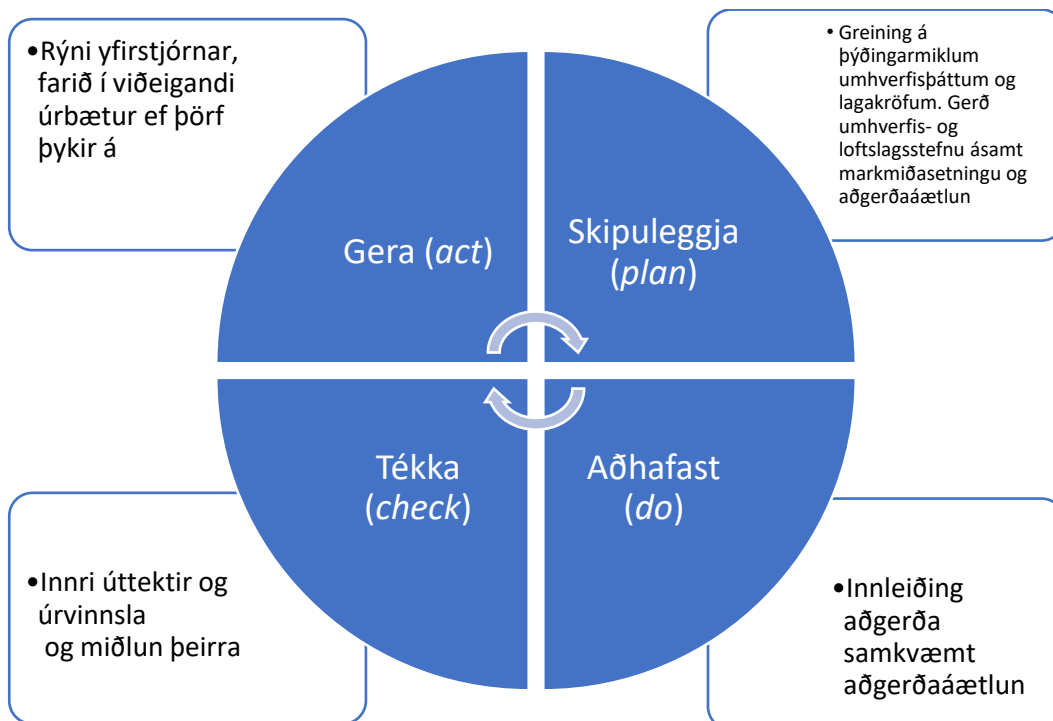 •Rýni yfirstjórnar,
farið í viðeigandi
úrbætur ef þörf
þykir á
• Greining á
þýðingarmiklum
umhverfisþáttum og
lagakröfum. Gerð
umhverfis- og
loftslagsstefnu ásamt
markmiðasetningu og
aðgerðaáætlun
Gera (act)
Skipuleggja
(plan)
Tékka
(check)
Aðhafast
(do)
•Innri úttektir og
úrvinnsla
og miðlun þeirra
•Innleiðing
aðgerða
samkvæmt
aðgerðaáætlun